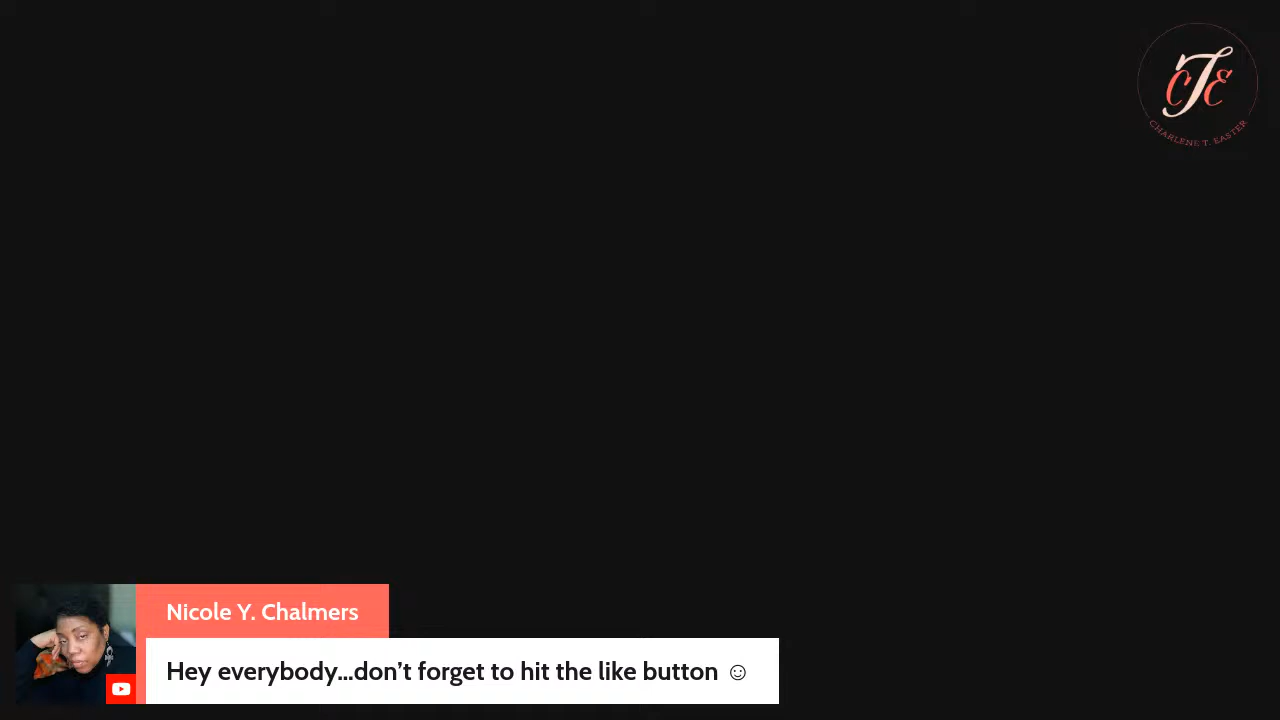 CTE
CHARLENE T. EASTER
Nicole Y. Chalmers
Hey everybody...don't forget to hit the like button ☺